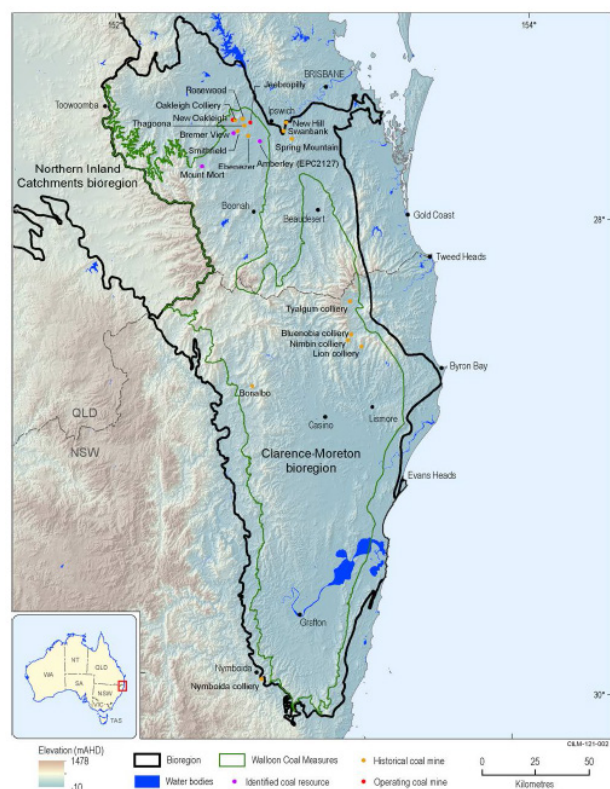 152°
154°
BRISBANE
Jeebropilly
Rosewood
Toowoomba
Oakleigh Colliery
Ipswich
New Oakleigh
New Hill
Thagoona
Swanbank
Bremer View
Spring Mountain
Smithfield
Ebenezer
Amberley (EPC2127)
Mount Mort
Northern Inland
Catchments bioregion
Boonah
Beaudesert
Gold Coast
28°
Tweed Heads
Tyalgum colliery
Bluenobia colliery
Nimbin colliery
Lion colliery
Byron Bay
Bonalbo
QLD
NSW
Casino
Lismore
Clarence-Moreton
bioregion
Evans Heads
Grafton
Nymboida
Nymboida colliery
30°
WA
NT
SA
QLD
NSW
VIC
TAS
CLM-121-002
Elevation (mAHD)
1478
-10
Bioregion
Walloon Coal Measures
Historical coal mine
Water bodies
Identified coal resource
Operating coal mine
0 25 50
Kilometres